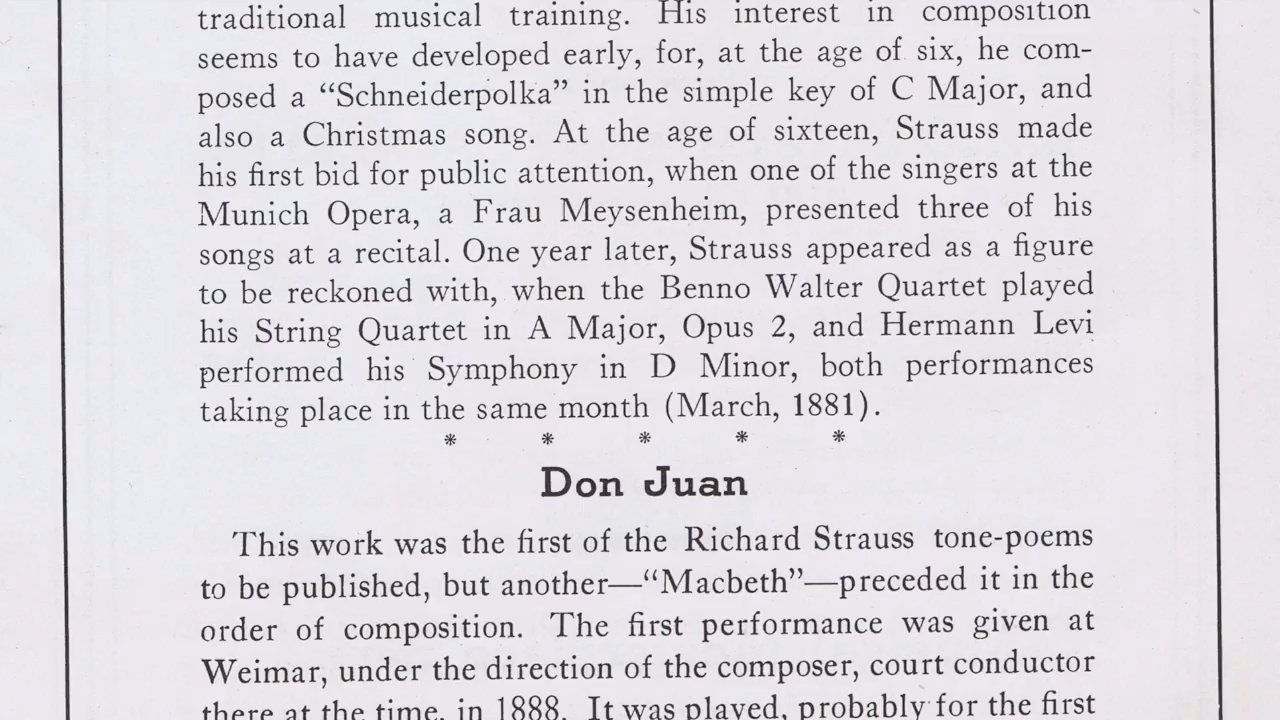 traditional musical training. His interest in composition
seems to have developed early, for, at the age of six, he com-
posed a “Schneiderpolka” in the simple key of C Major, and
also a Christmas song. At the age of sixteen, Strauss made
his first bid for public attention, when one of the singers at the
Munich Opera, a Frau Meysenheim, presented three of his
songs at a recital. One year later, Strauss appeared as a figure
to be reckoned with, when the Benno Walter Quartet played
his String Quartet in A Major, Opus 2, and Hermann Levi
performed his Symphony in D Minor, both performances
taking place in the same month (March, 1881).
* * * * *
Don Juan
This work was the first of the Richard Strauss tone-poems
to be published, but another—“Macbeth”—preceded it in the
order of composition. The first performance was given at
Weimar, under the direction of the composer, court conductor
there at the time, in 1888. It was played, probably for the first